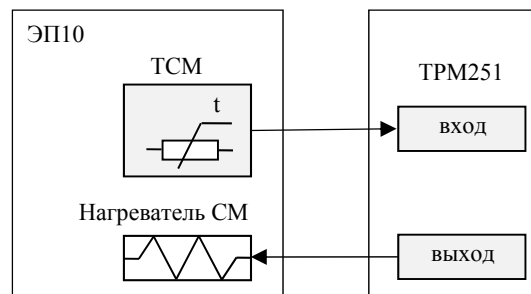 ЭП10
ТСМ
t
Нагреватель СМ
ТРМ251
вход
выход